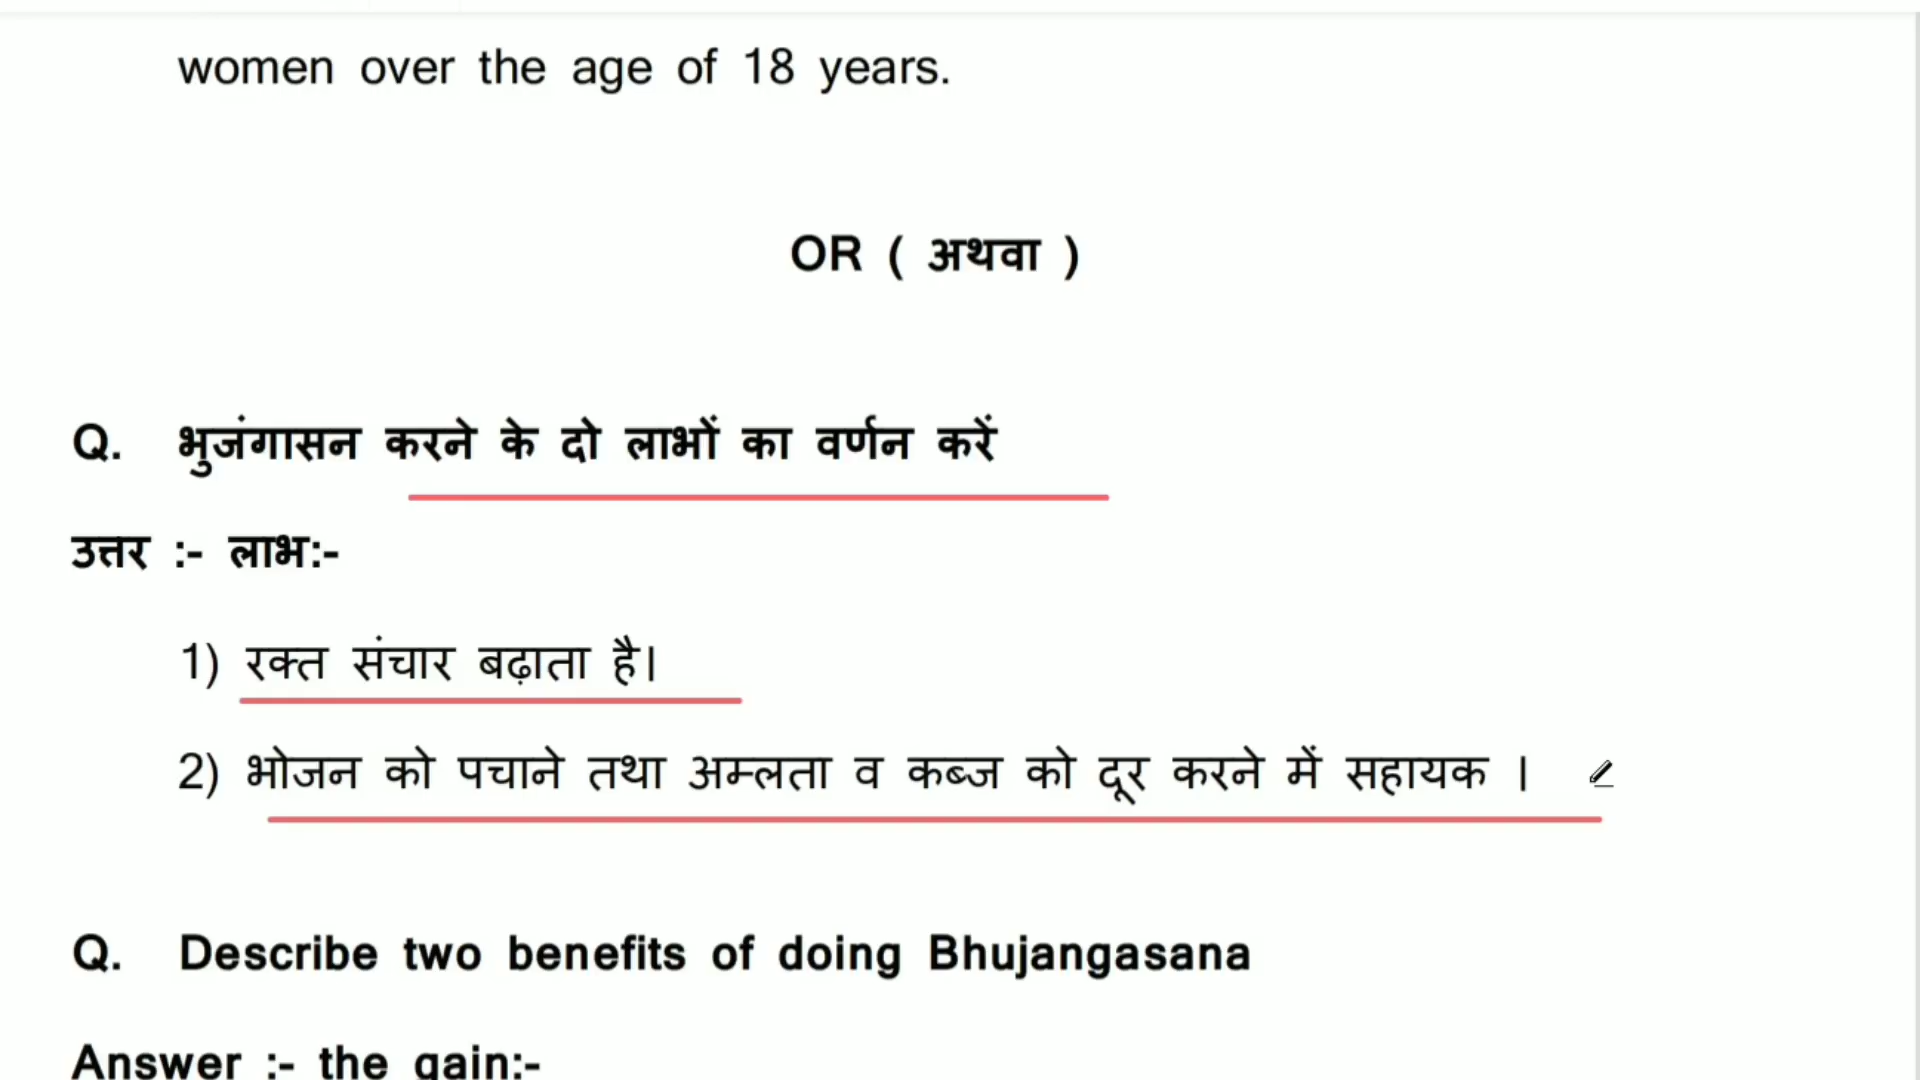 women over the age of 18 years.
OR ( अथवा )
Q. भुजंगासन करने के दो लाभों का वर्णन करें
उत्तर :- लाभ:-
1) रक्त संचार बढ़ाता है।
2) भोजन को पचाने तथा अम्लता व कब्ज को दूर करने में सहायक ।
Q. Describe two benefits of doing Bhujangasana
Answer :- the gain:-